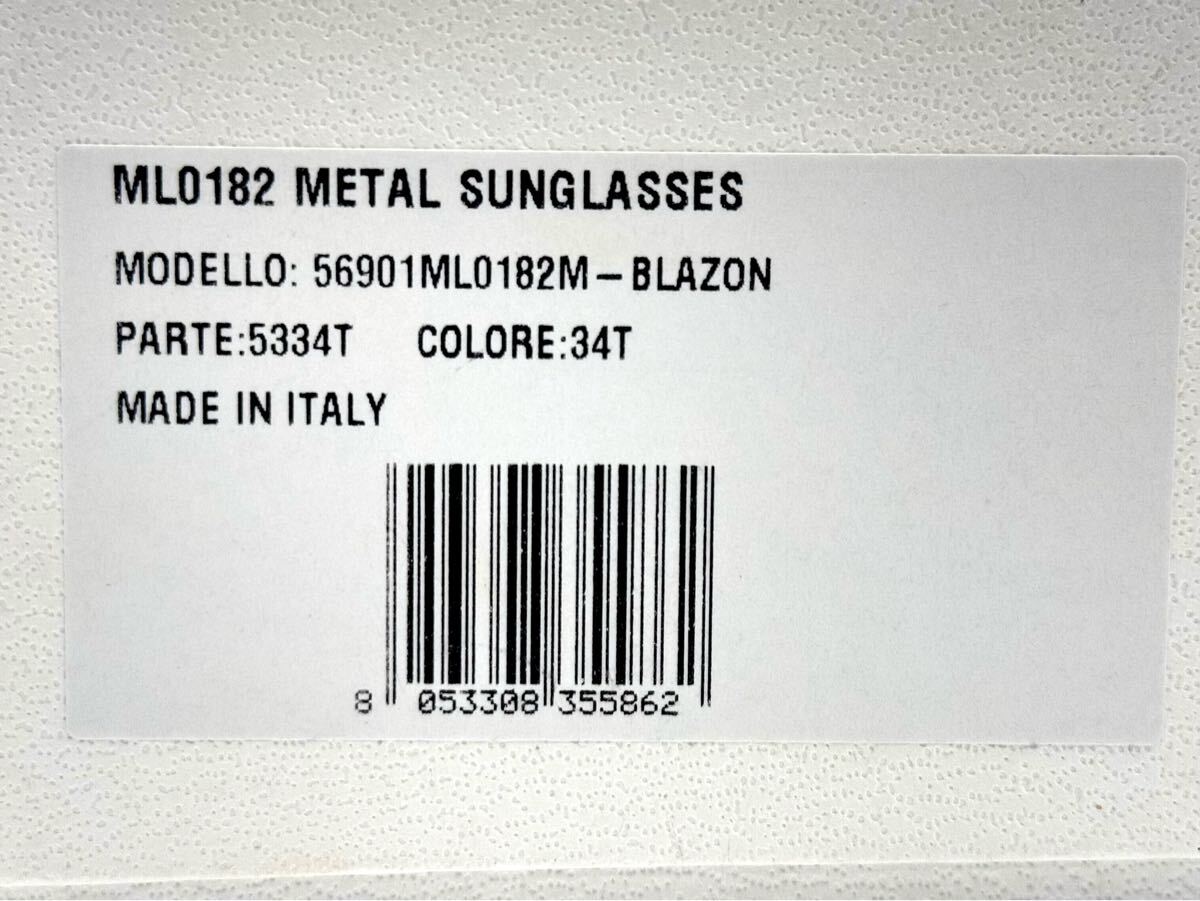 ML0182 METAL SUNGLASSES
MODELLO: 56901ML0182M-BLAZON
PARTE:5334T COLORE:34T
MADE IN ITALY
8 053308 355862